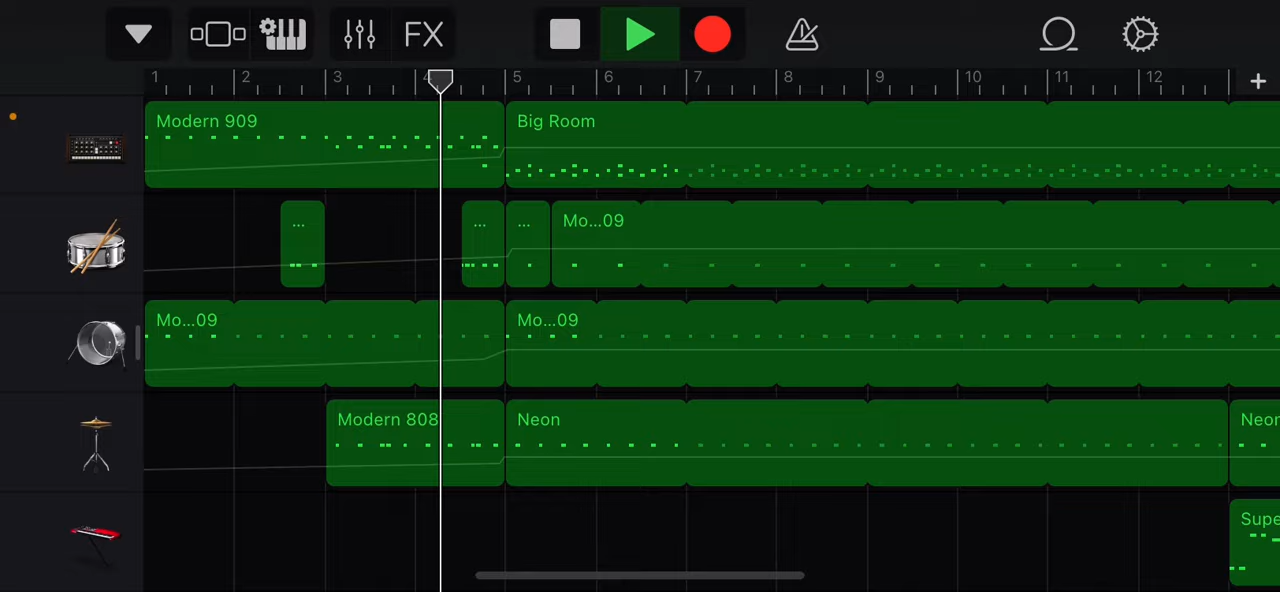 FX
1 2 3 4 5 6 7 8 9 10 11 12 +
Modern 909 Big Room
... ... ... Mo...09
Mo...09 Mo...09
Modern 808 Neon Neor
Supe